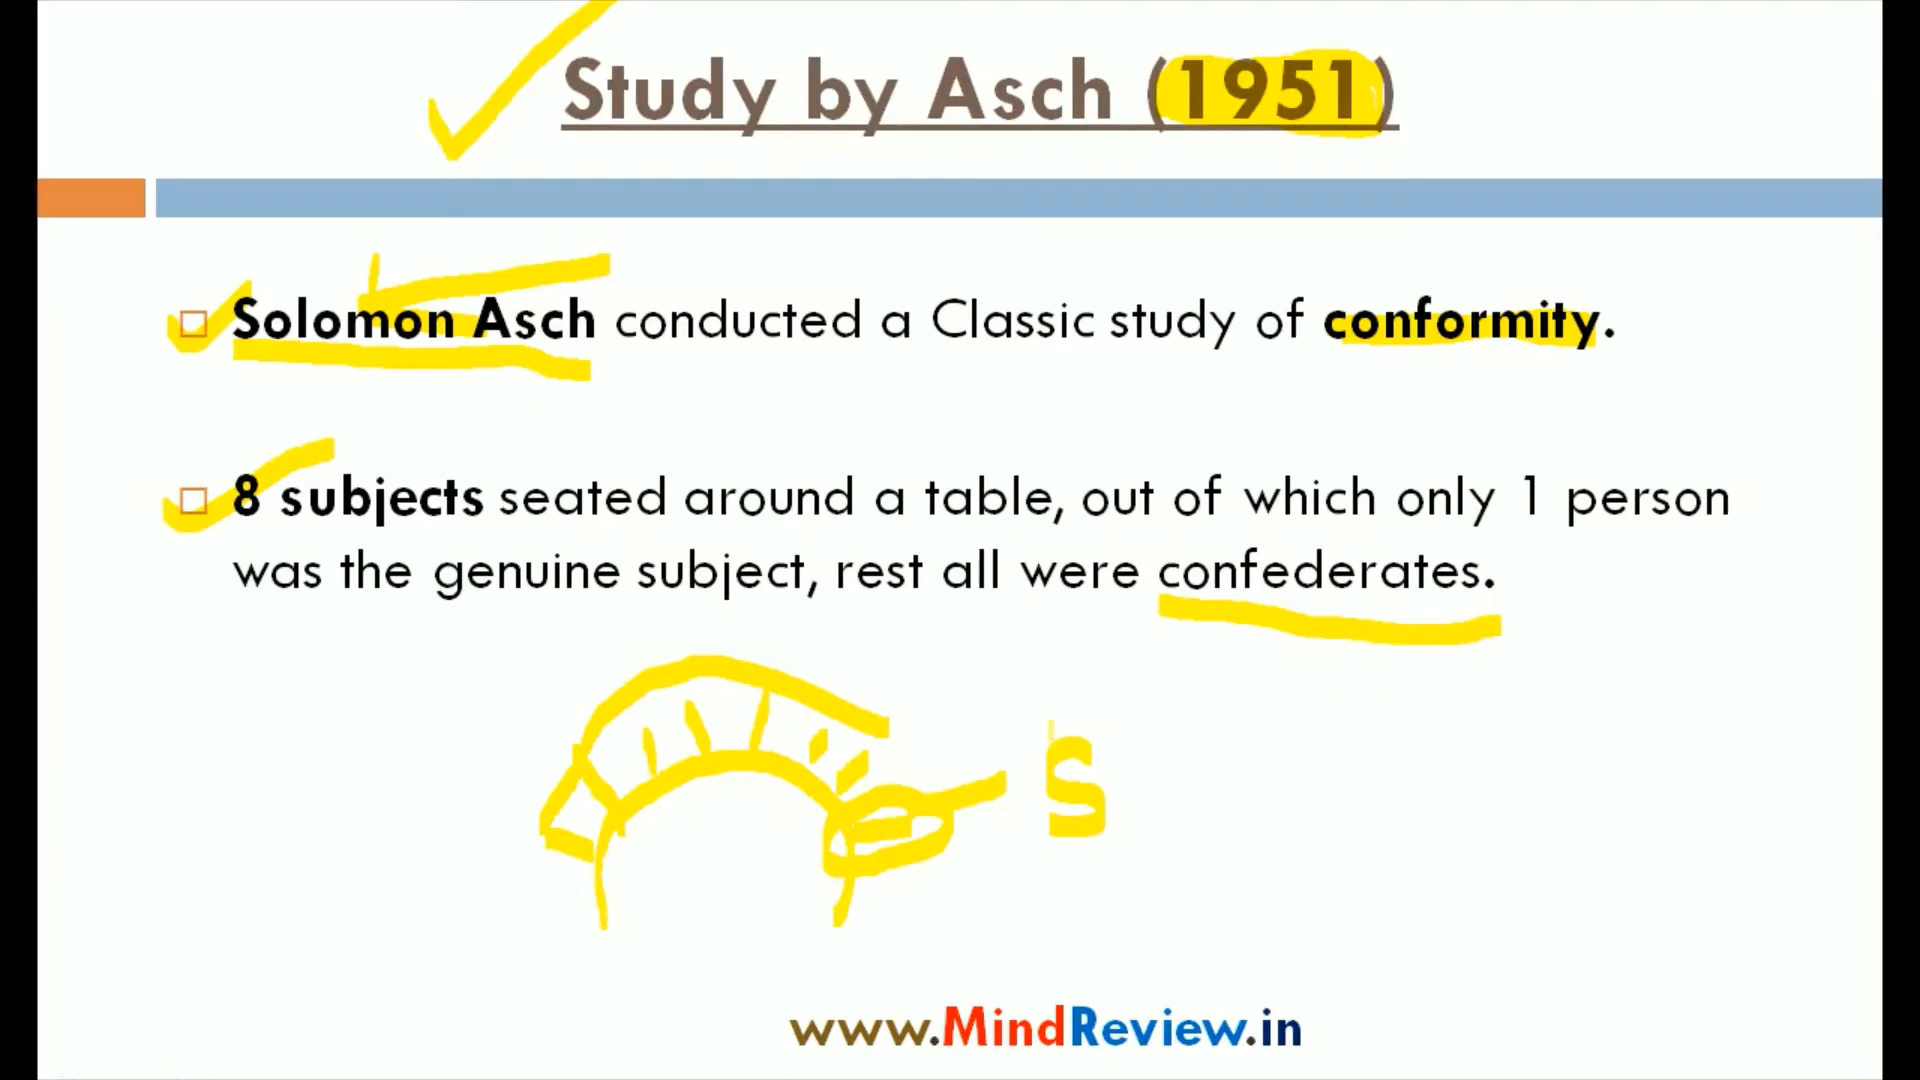 Study by Asch (1951)
Solomon Asch conducted a Classic study of conformity.
8 subjects seated around a table, out of which only 1 person
was the genuine subject, rest all were confederates.
S
www.MindReview.in